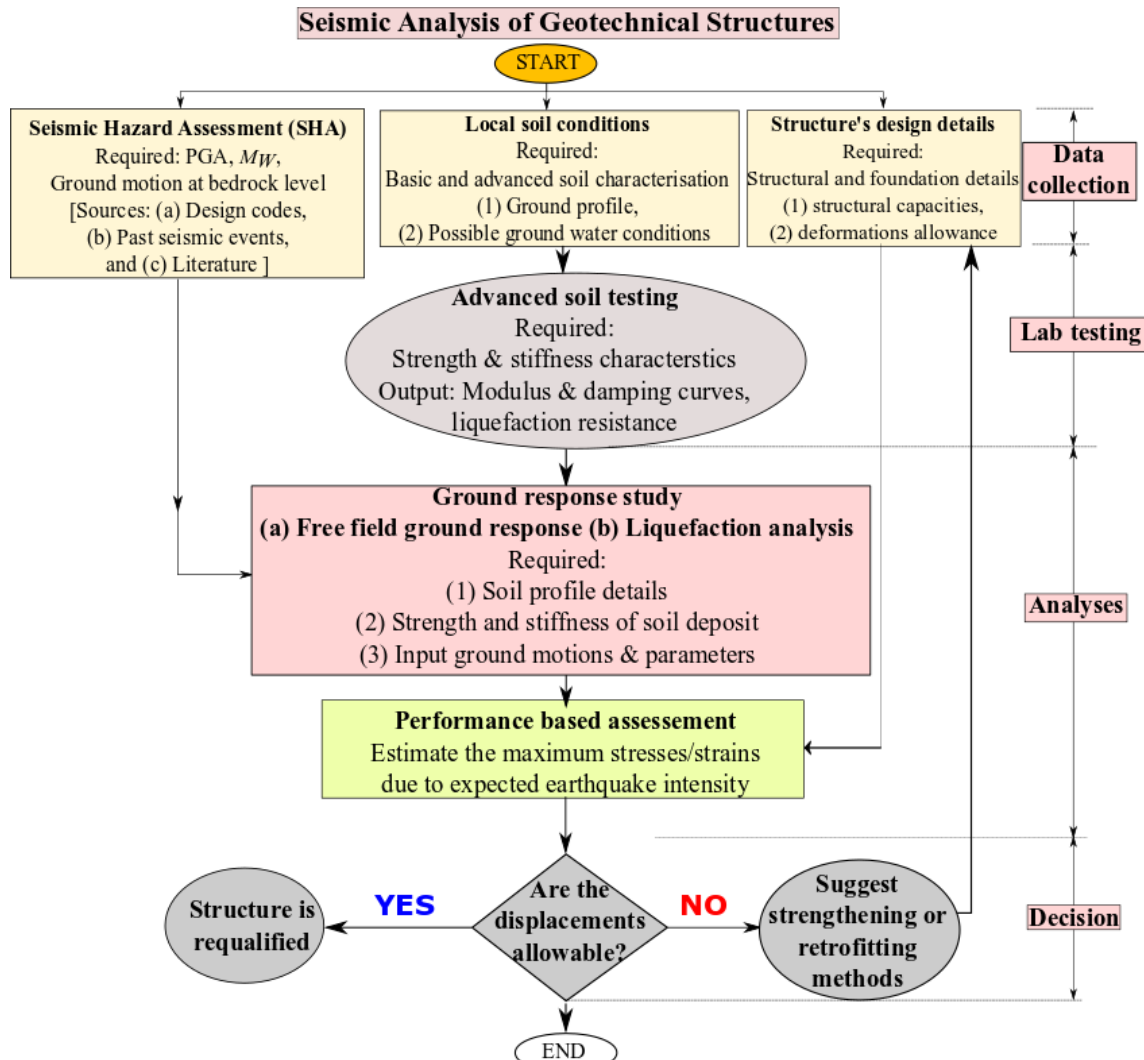 Seismic Analysis of Geotechnical Structures
START
Seismic Hazard Assessment (SHA)
Required: PGA, MW,
Ground motion at bedrock level
[Sources: (a) Design codes,
(b) Past seismic events,
and (c) Literature ]
Local soil conditions
Required:
Basic and advanced soil characterisation
(1) Ground profile,
(2) Possible ground water conditions
Structure's design details
Required:
Structural and foundation details
(1) structural capacities,
(2) deformations allowance
Data
collection
Advanced soil testing
Required:
Strength & stiffness characterstics
Output: Modulus & damping curves,
liquefaction resistance
Lab testing
Ground response study
(a) Free field ground response (b) Liquefaction analysis
Required:
(1) Soil profile details
(2) Strength and stiffness of soil deposit
(3) Input ground motions & parameters
Analyses
Performance based assessement
Estimate the maximum stresses/strains
due to expected earthquake intensity
Structure is
requalified
YES
Are the
displacements
allowable?
NO
Suggest
strengthening or
retrofitting
methods
Decision
END